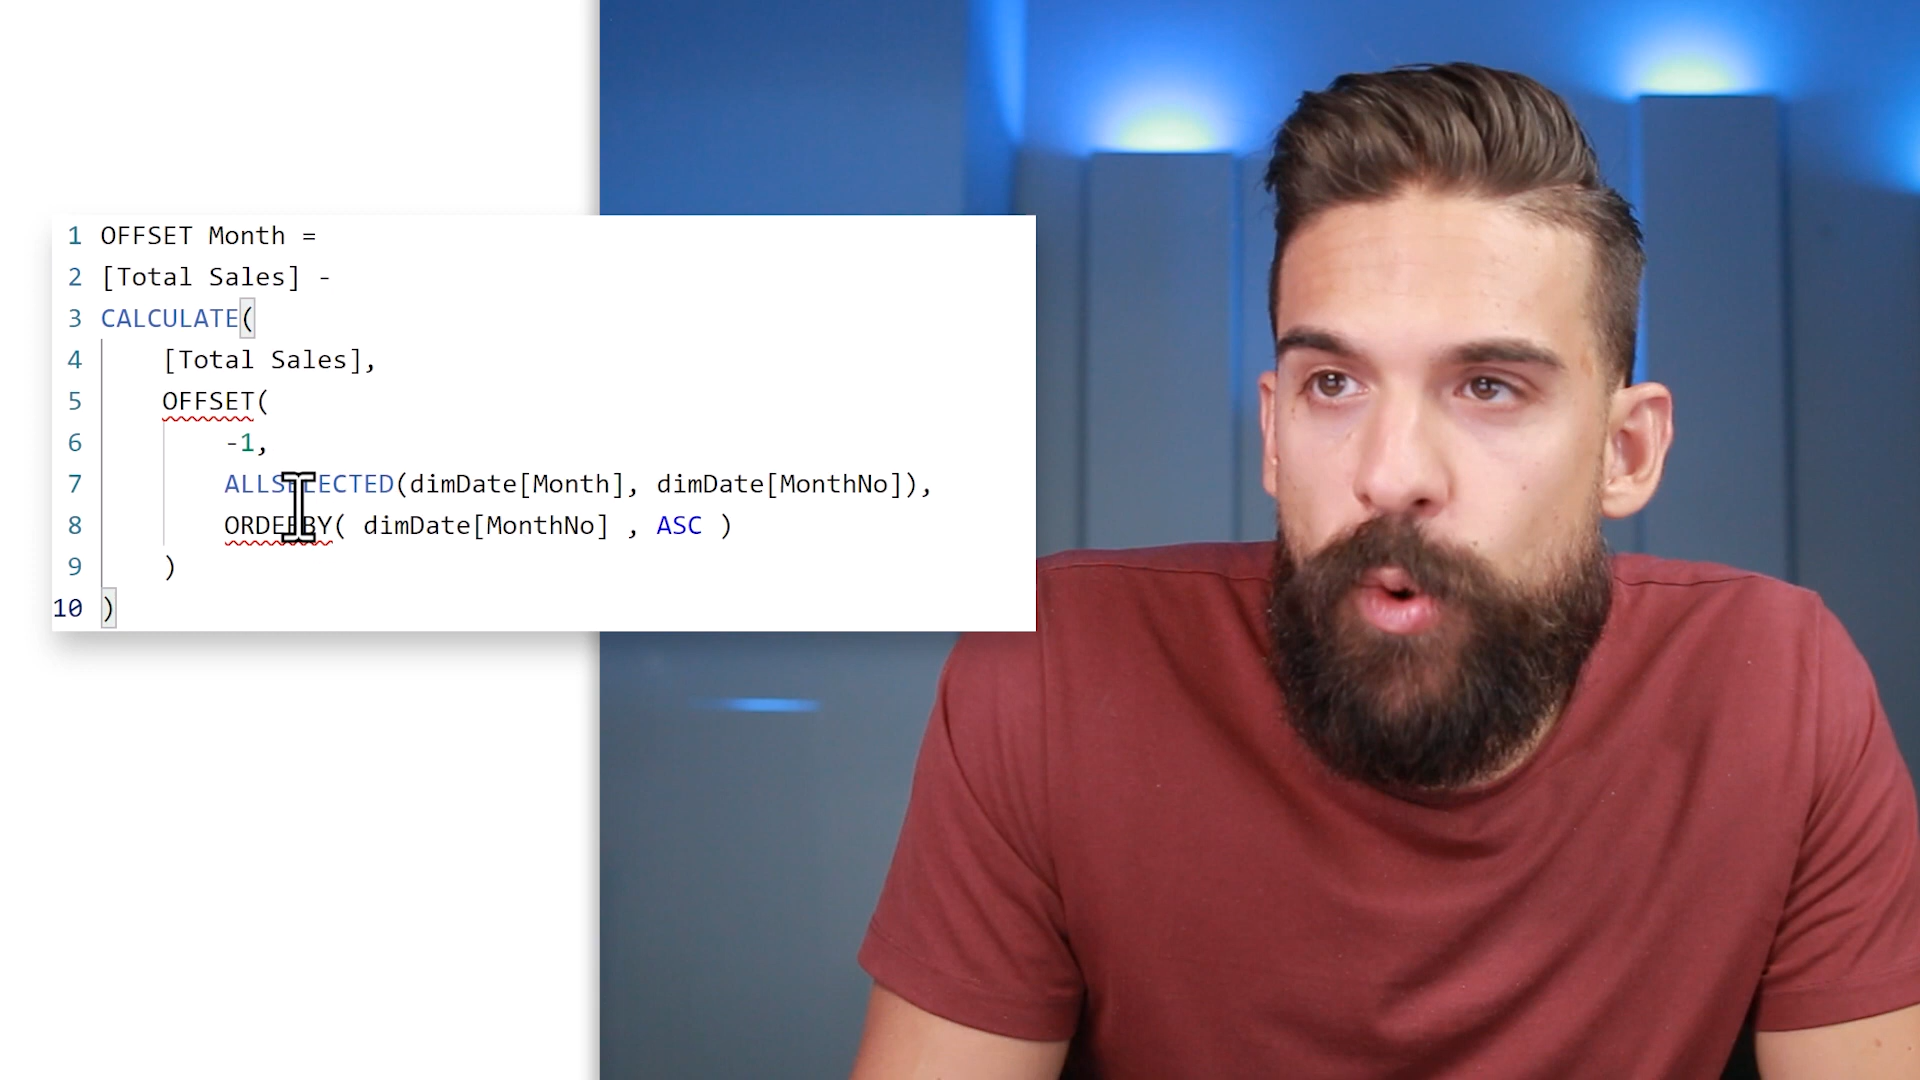 1 OFFSET Month =
2 [Total Sales] -
3 CALCULATE(
4 [Total Sales],
5 OFFSET(
6 -1,
7 ALLSELECTED(dimDate[Month], dimDate[MonthNo]),
8 ORDERBY( dimDate[MonthNo] , ASC )
9 )
10 )